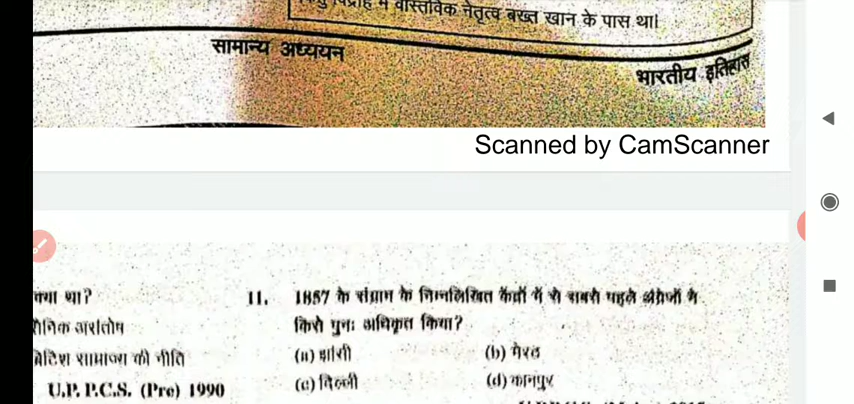 विद्रोह में वास्तविक नेतृत्व बख्त खान के पास था।
सामान्य अध्ययन
भारतीय इतिहास
Scanned by CamScanner
क्या था?
सैनिक असंतोष
ब्रिटिश साम्राज्य की नीति
U.P. P.C.S. (Pre) 1990
11. 1857 के संग्राम के निम्नलिखित केंद्रों में से सबसे पहले अंग्रेजों ने
किसे पुनः अधिकृत किया?
(a) झांसी (b) मेरठ
(c) दिल्ली (d) कानपुर